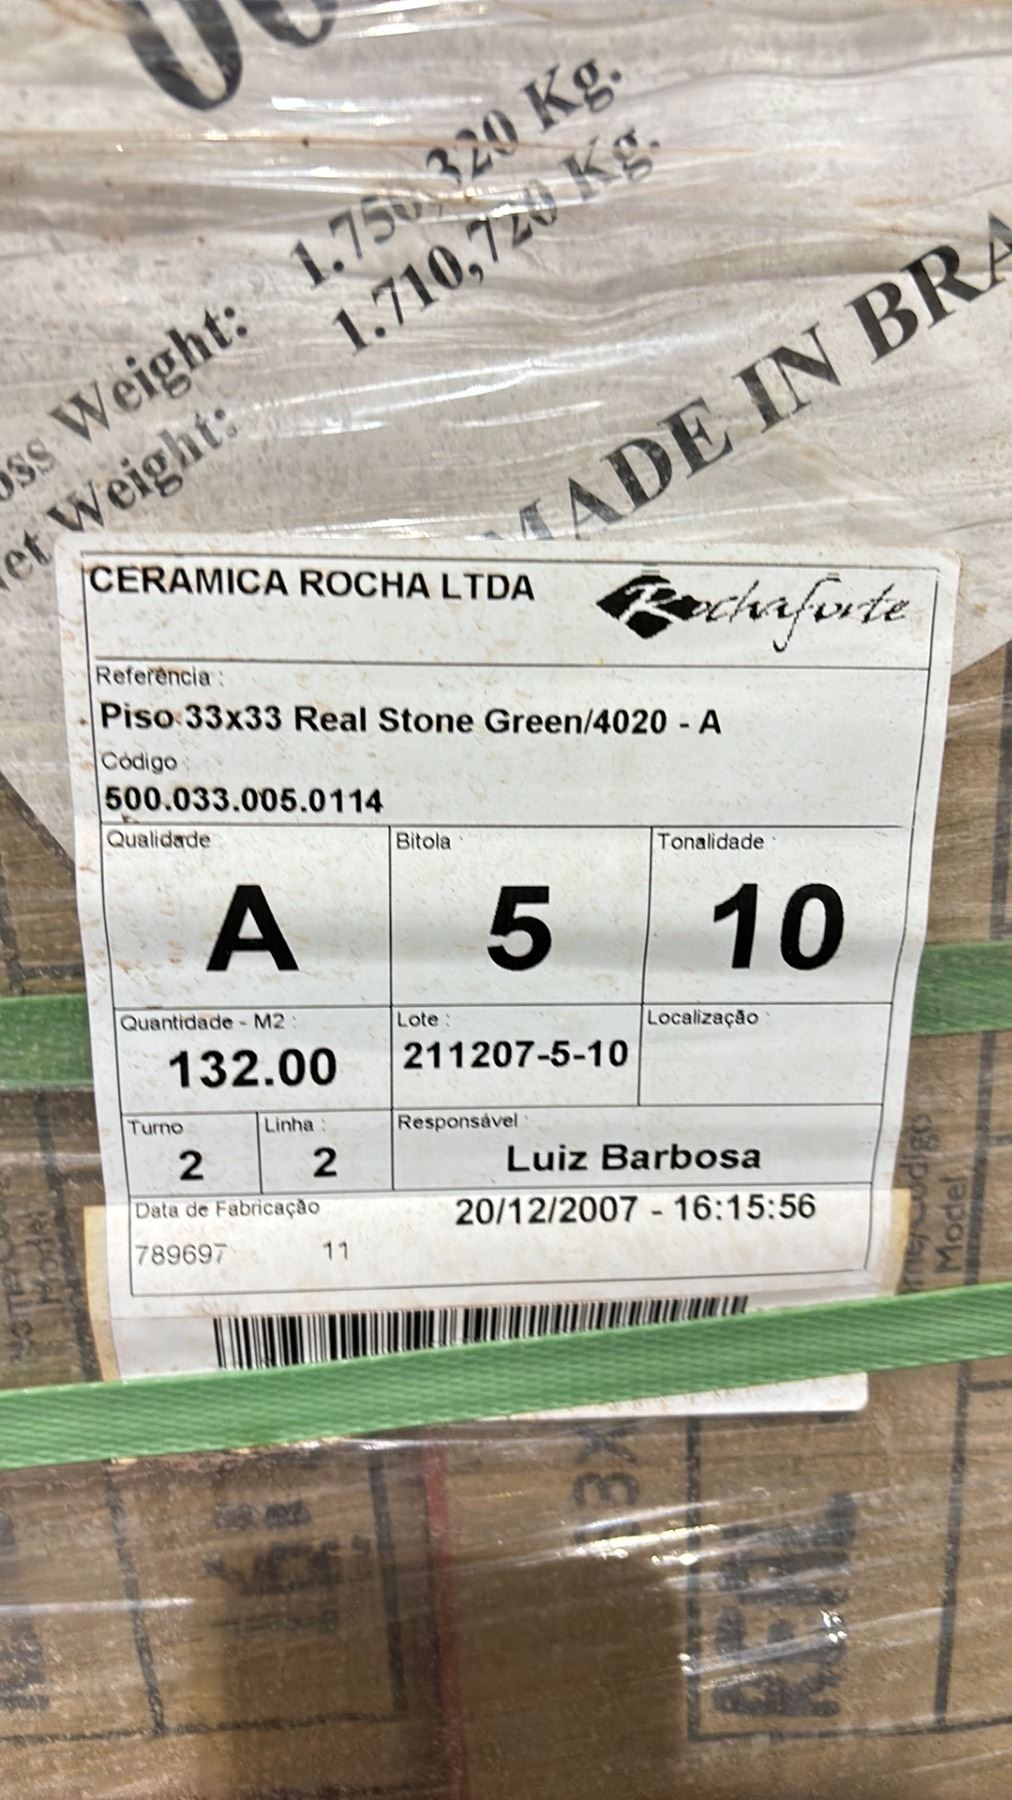 1.750,320 Kg.
1.710,720 Kg.
Weight:
Weight:
MADE IN BRA
CERAMICA ROCHA LTDA
Rochaforte
Referência :
Piso 33x33 Real Stone Green/4020 - A
Código :
500.033.005.0114
Qualidade
Bitola
Tonalidade
A
5
10
Quantidade - M2 :
Lote :
Localização
132.00
211207-5-10
Turno
Linha :
Responsável
2
2
Luiz Barbosa
Data de Fabricação
20/12/2007 - 16:15:56
789697
11
Model